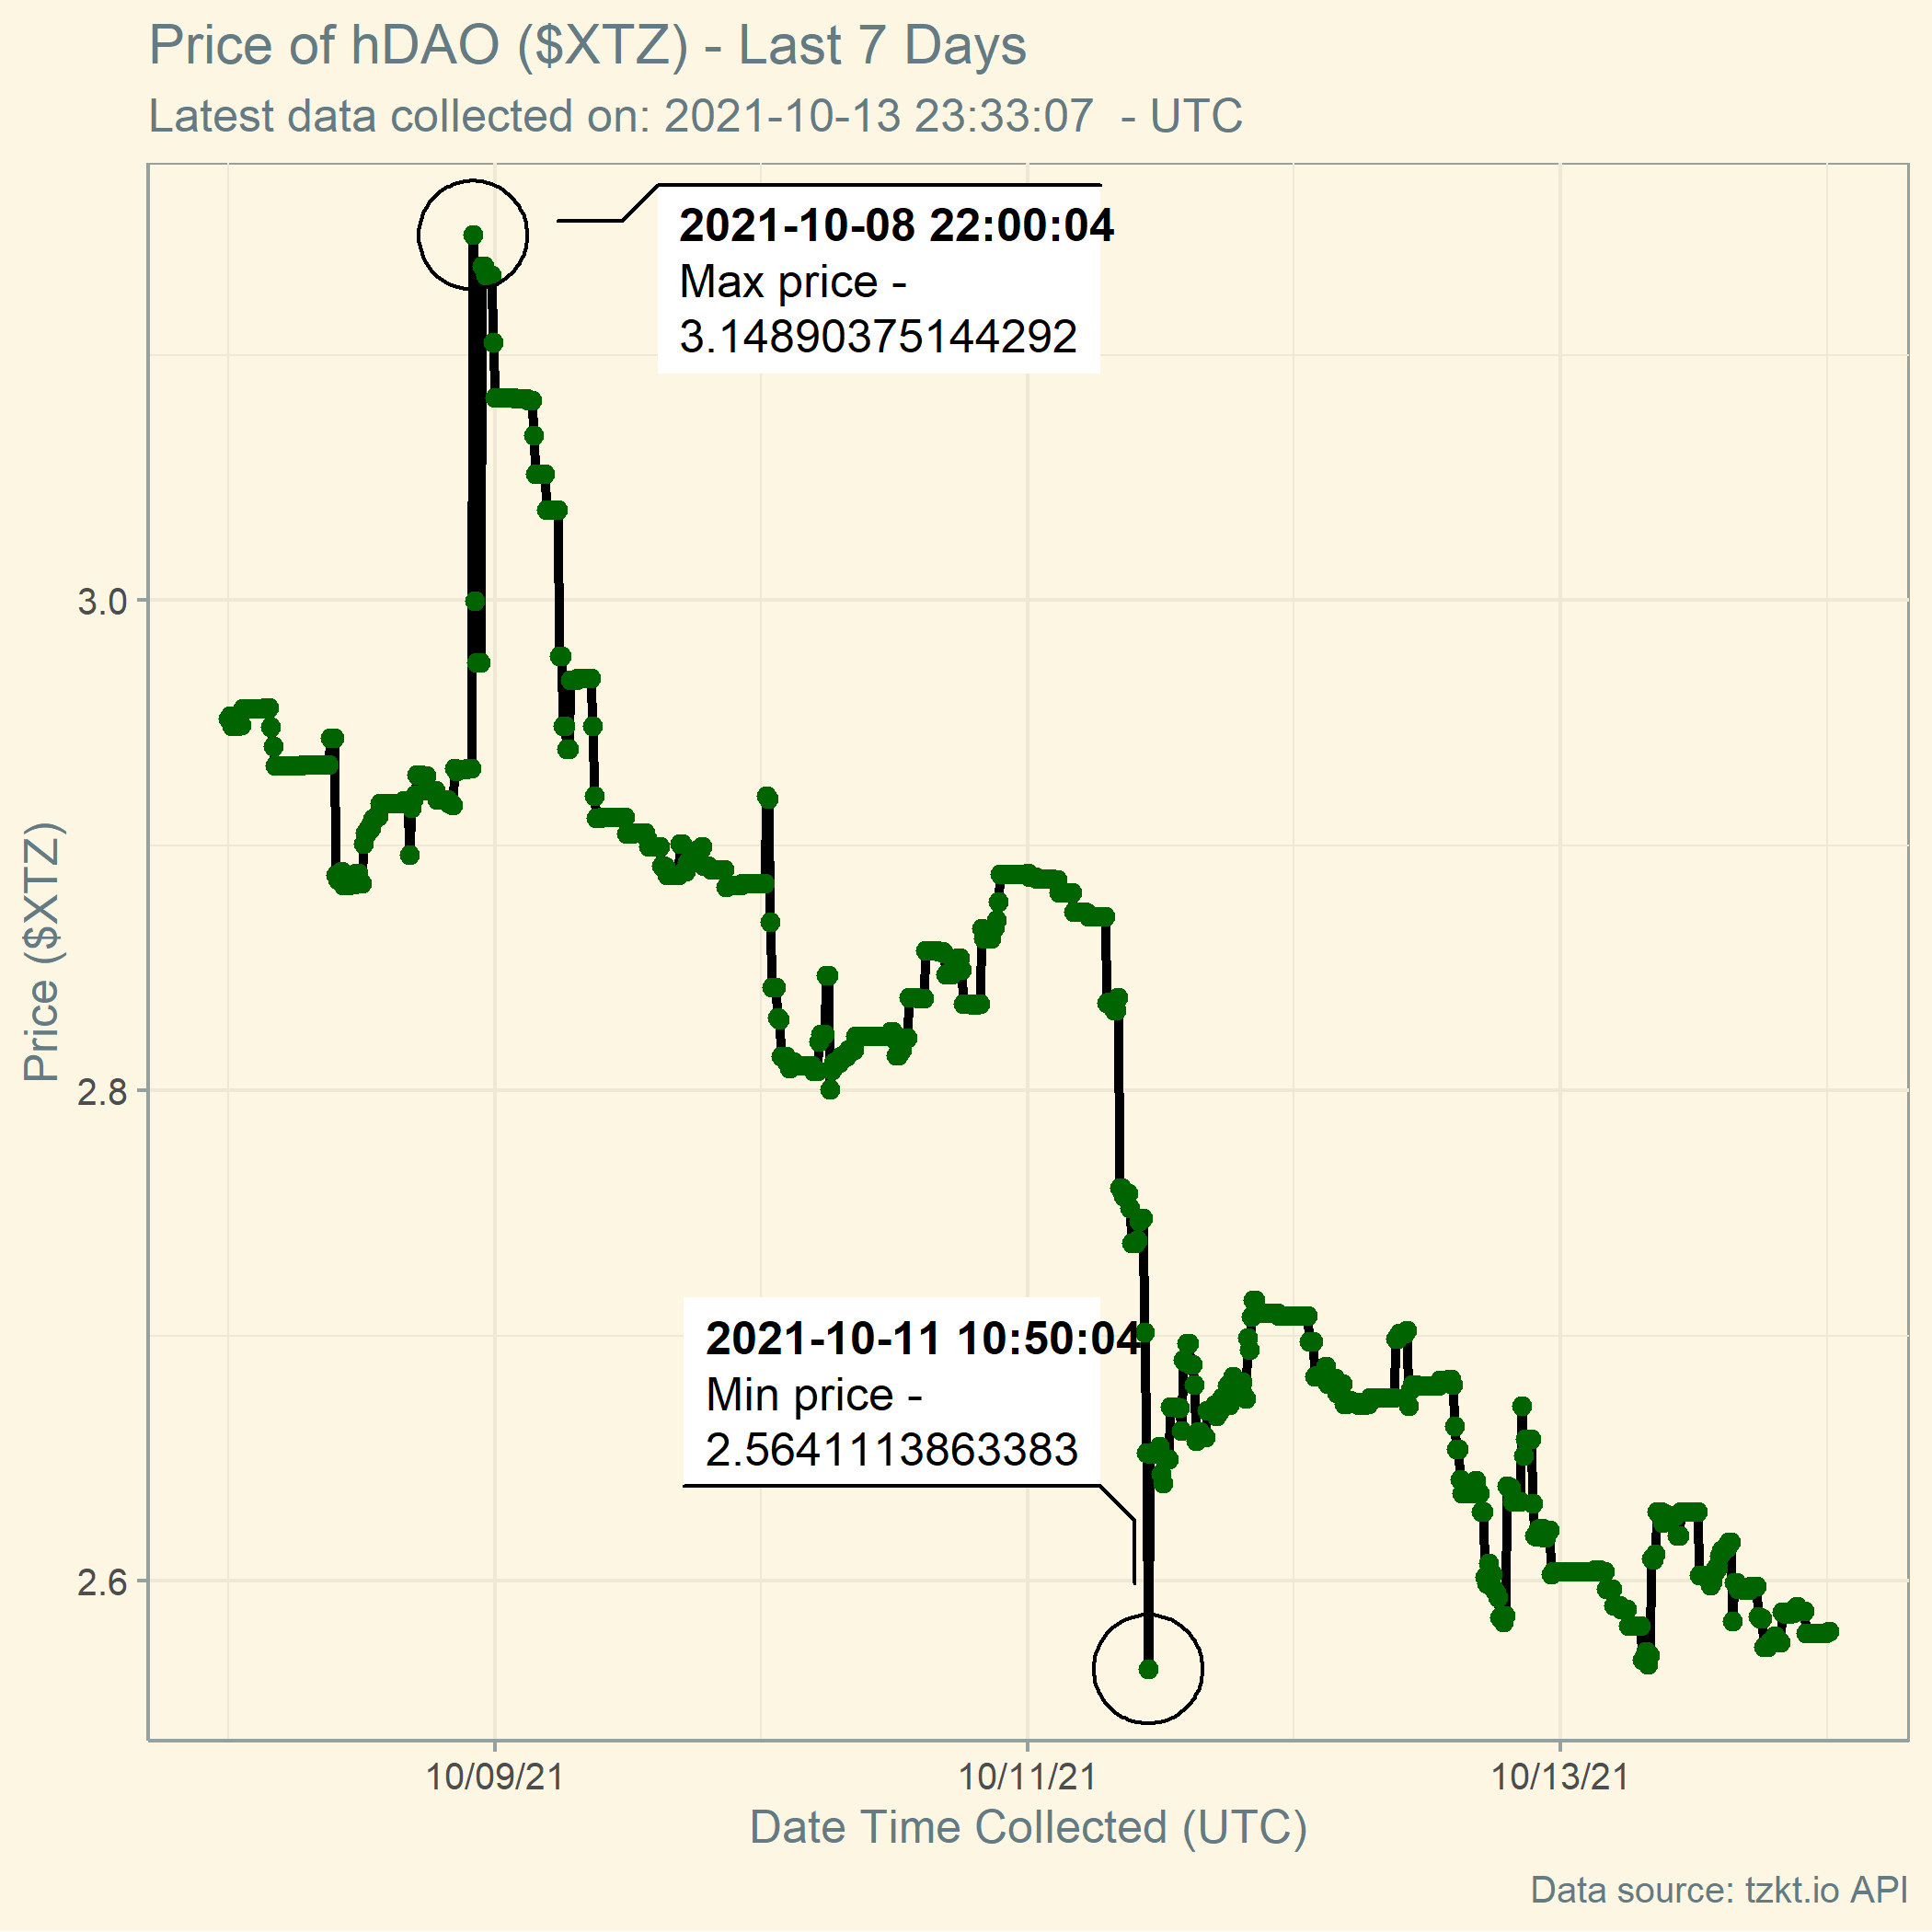 Price of hDAO ($XTZ) - Last 7 Days
Latest data collected on: 2021-10-13 23:33:07  - UTC
2021-10-08 22:00:04
Max price -
3.14890375144292
3.0
2.8
2.6
Price ($XTZ)
2021-10-11 10:50:04
Min price -
2.5641113863383
10/09/21
10/11/21
10/13/21
Date Time Collected (UTC)
Data source: tzkt.io API